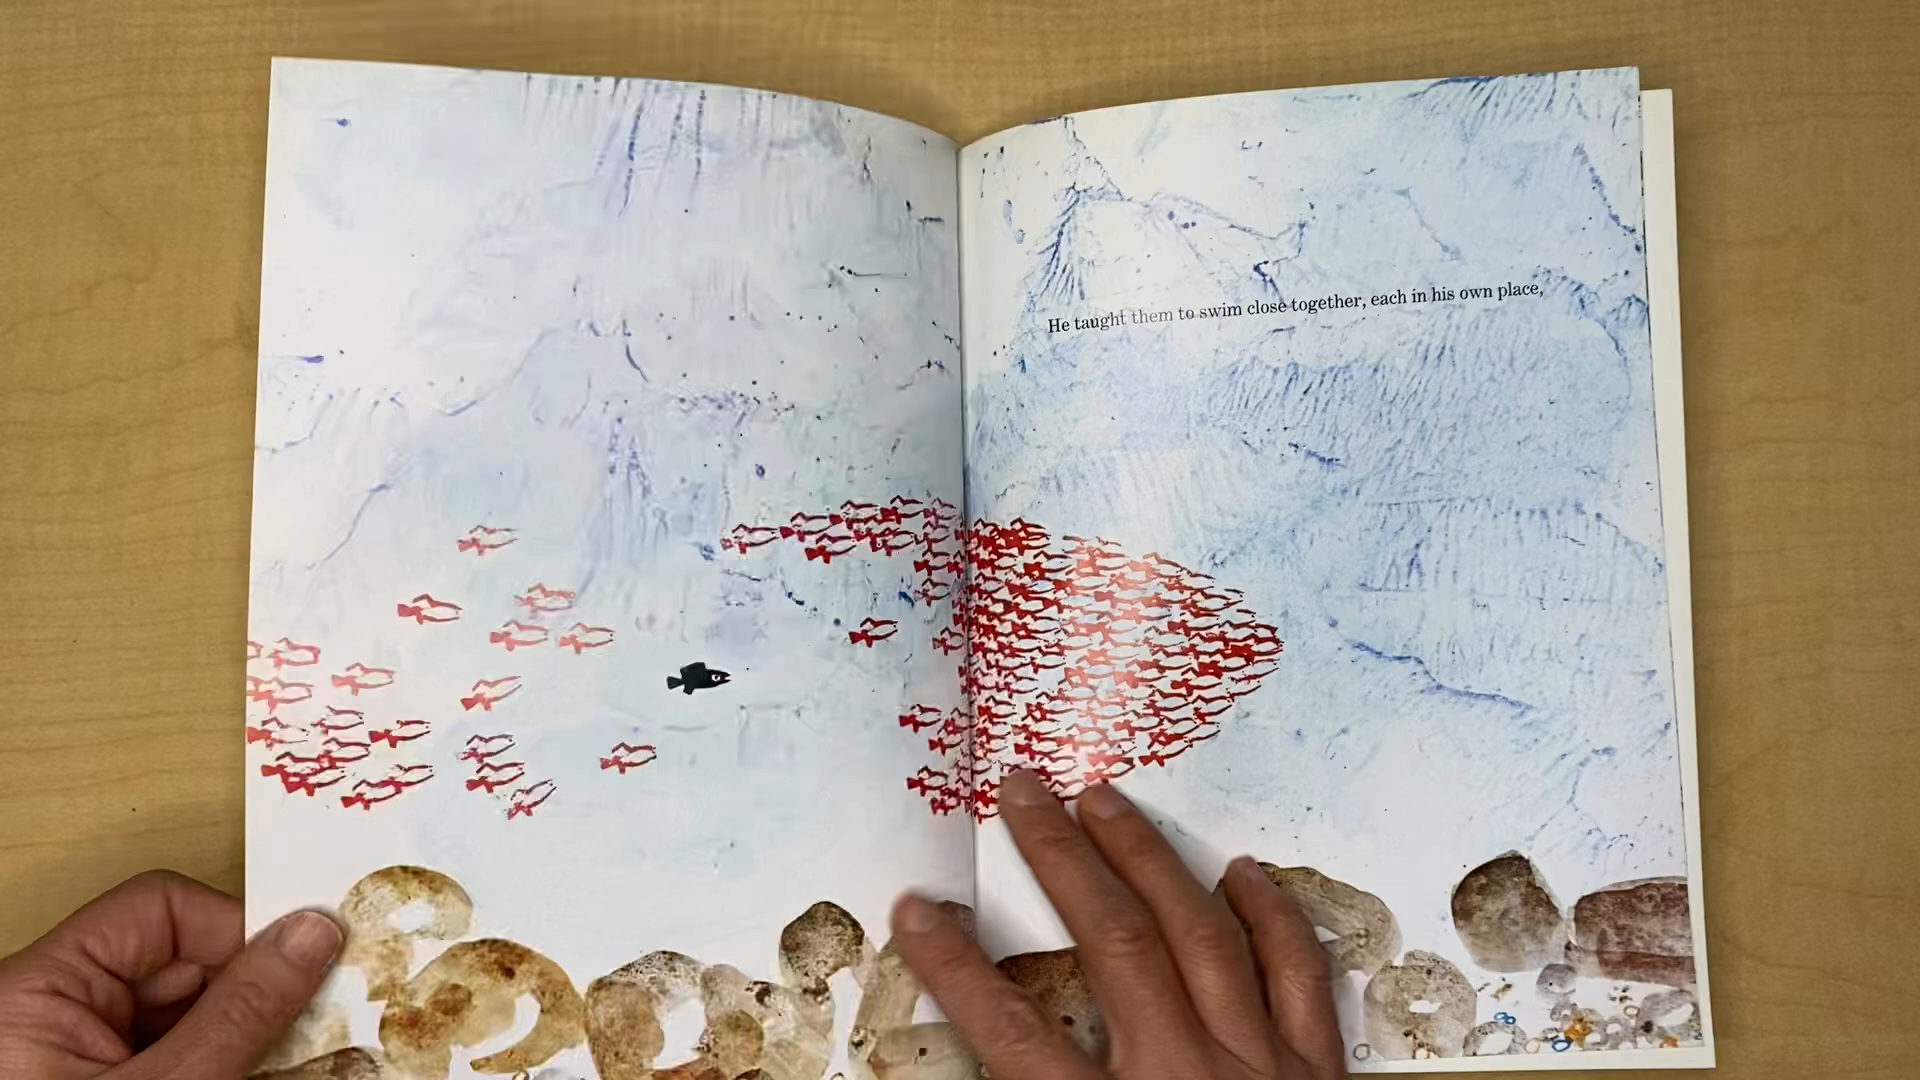 He taught them to swim close together, each in his own place,